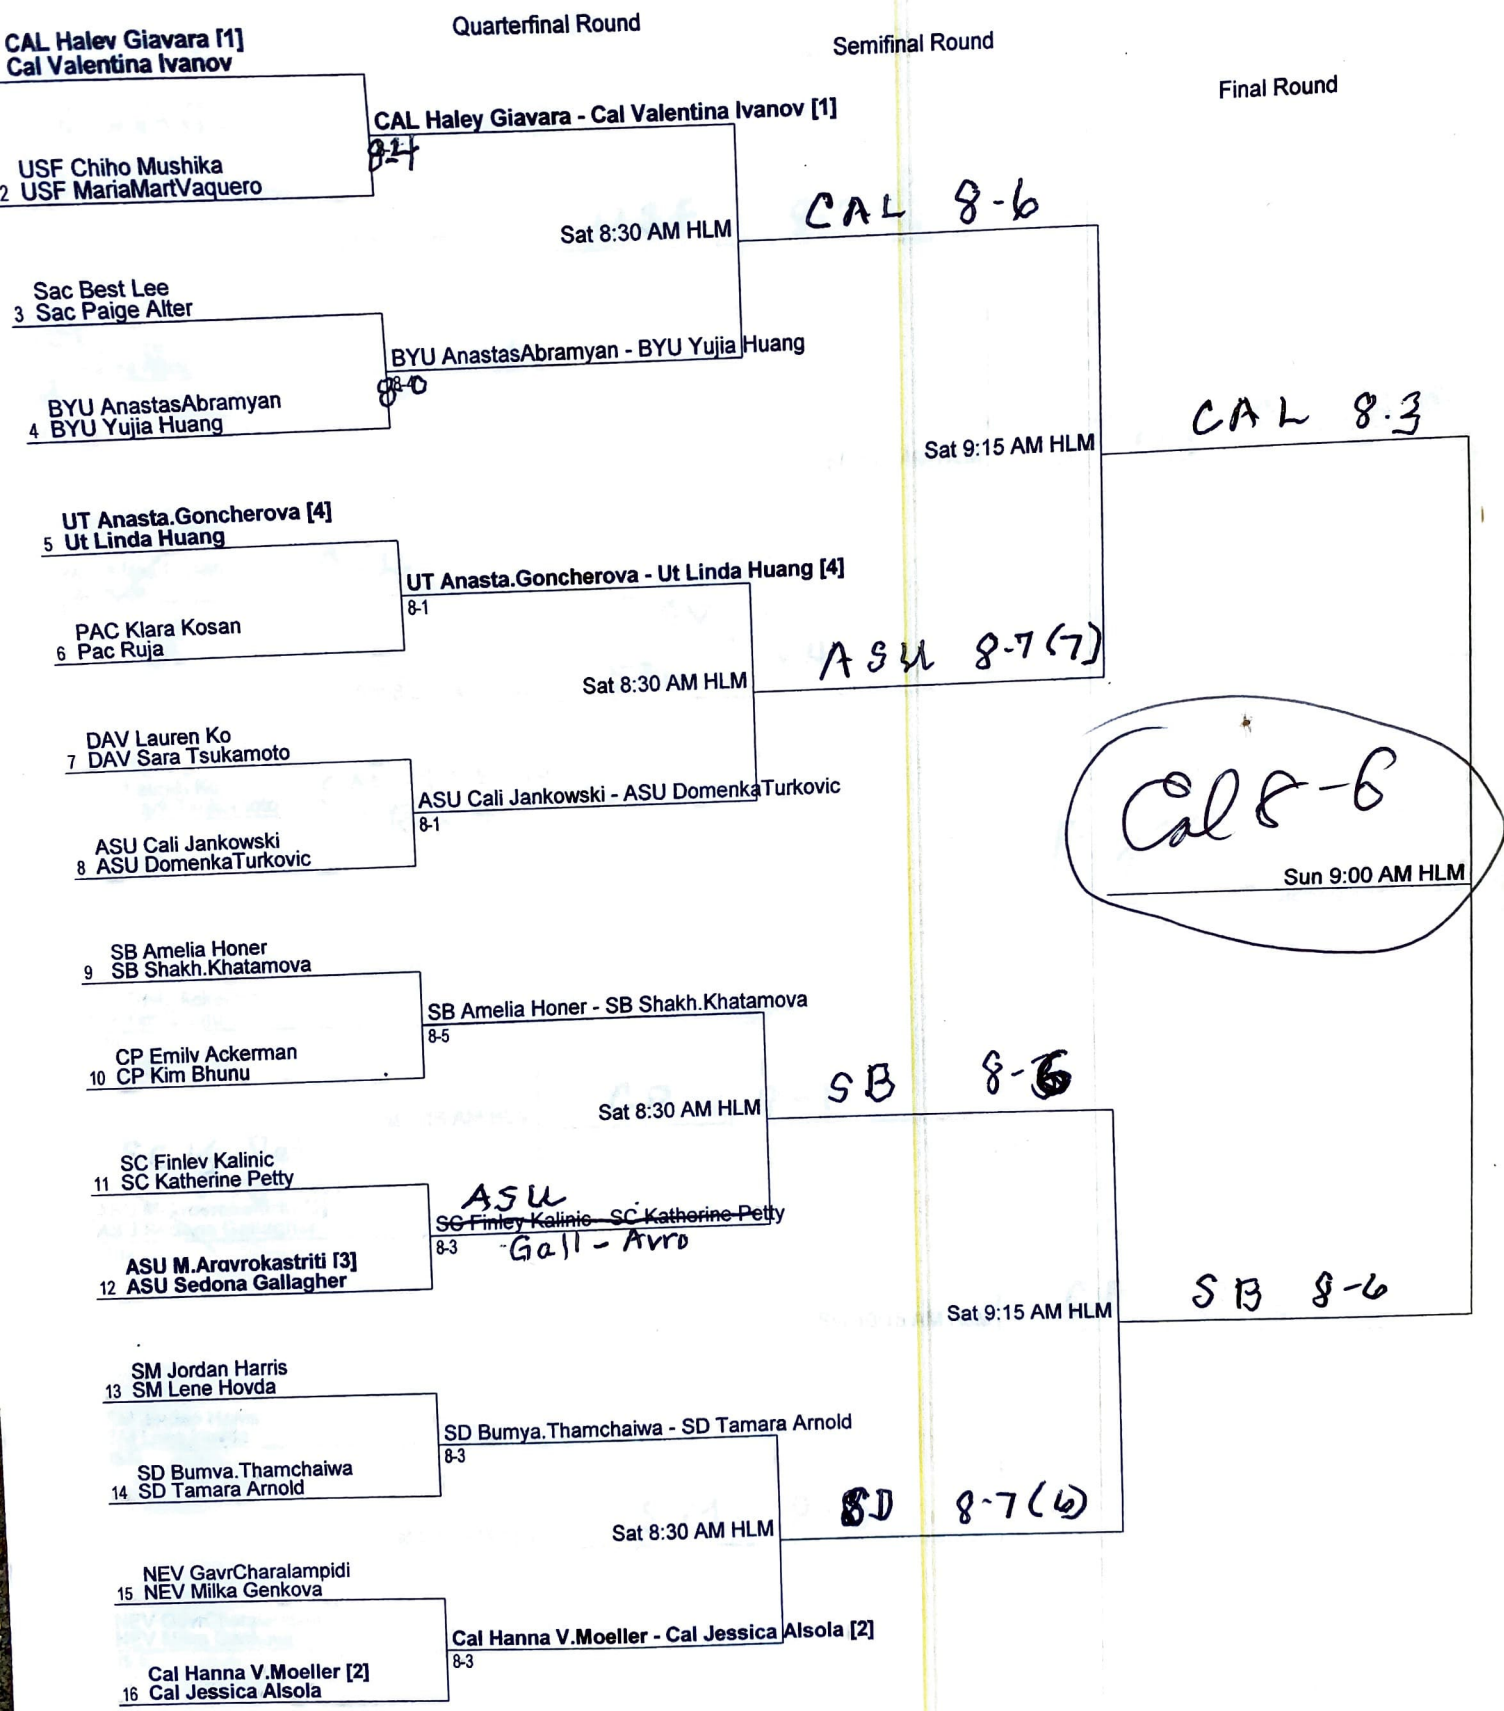 Quarterfinal Round
Semifinal Round
Final Round
CAL Haley Giavara [1]
Cal Valentina Ivanov
CAL Haley Giavara - Cal Valentina Ivanov [1]
8-4
USF Chiho Mushika
2 USF MariaMartVaquero
Sat 8:30 AM HLM
CAL 8-6
Sac Best Lee
3 Sac Paige Alter
BYU AnastasAbramyan - BYU Yujia Huang
8-0
BYU AnastasAbramyan
4 BYU Yujia Huang
Sat 9:15 AM HLM
CAL 8-3
UT Anasta.Goncherova [4]
5 Ut Linda Huang
UT Anasta.Goncherova - Ut Linda Huang [4]
8-1
PAC Klara Kosan
6 Pac Ruja
Sat 8:30 AM HLM
ASU 8-7(7)
DAV Lauren Ko
7 DAV Sara Tsukamoto
ASU Cali Jankowski - ASU DomenkaTurkovic
8-1
ASU Cali Jankowski
8 ASU DomenkaTurkovic
Cal 8-6
Sun 9:00 AM HLM
SB Amelia Honer
9 SB Shakh.Khatamova
SB Amelia Honer - SB Shakh.Khatamova
8-5
CP Emily Ackerman
10 CP Kim Bhunu
Sat 8:30 AM HLM
SB
SC Finley Kalinic
11 SC Katherine Petty
ASU
SC Finley Kalinic - SC Katherine Petty
8-3 Gall - Avro
ASU M.Aravrokastriti [3]
12 ASU Sedona Gallagher
Sat 9:15 AM HLM
SB 8-6
SM Jordan Harris
13 SM Lene Hovda
SD Bumya.Thamchaiwa - SD Tamara Arnold
8-3
SD Bumya.Thamchaiwa
14 SD Tamara Arnold
Sat 8:30 AM HLM
SD 8-7(6)
NEV GavrCharalampidi
15 NEV Milka Genkova
Cal Hanna V.Moeller - Cal Jessica Alsola [2]
8-3
Cal Hanna V.Moeller [2]
16 Cal Jessica Alsola